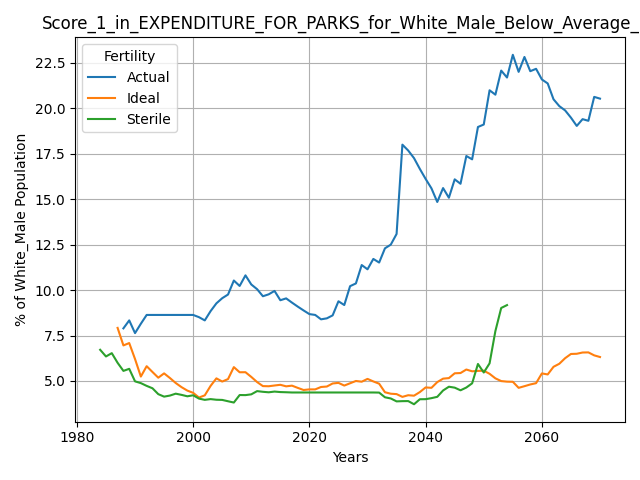 Score_1_in_EXPENDITURE_FOR_PARKS_for_White_Male_Below_Average_
Fertility
Actual
Ideal
Sterile
22.5
20.0
17.5
15.0
12.5
10.0
7.5
5.0
% of White_Male Population
1980 2000 2020 2040 2060
Years